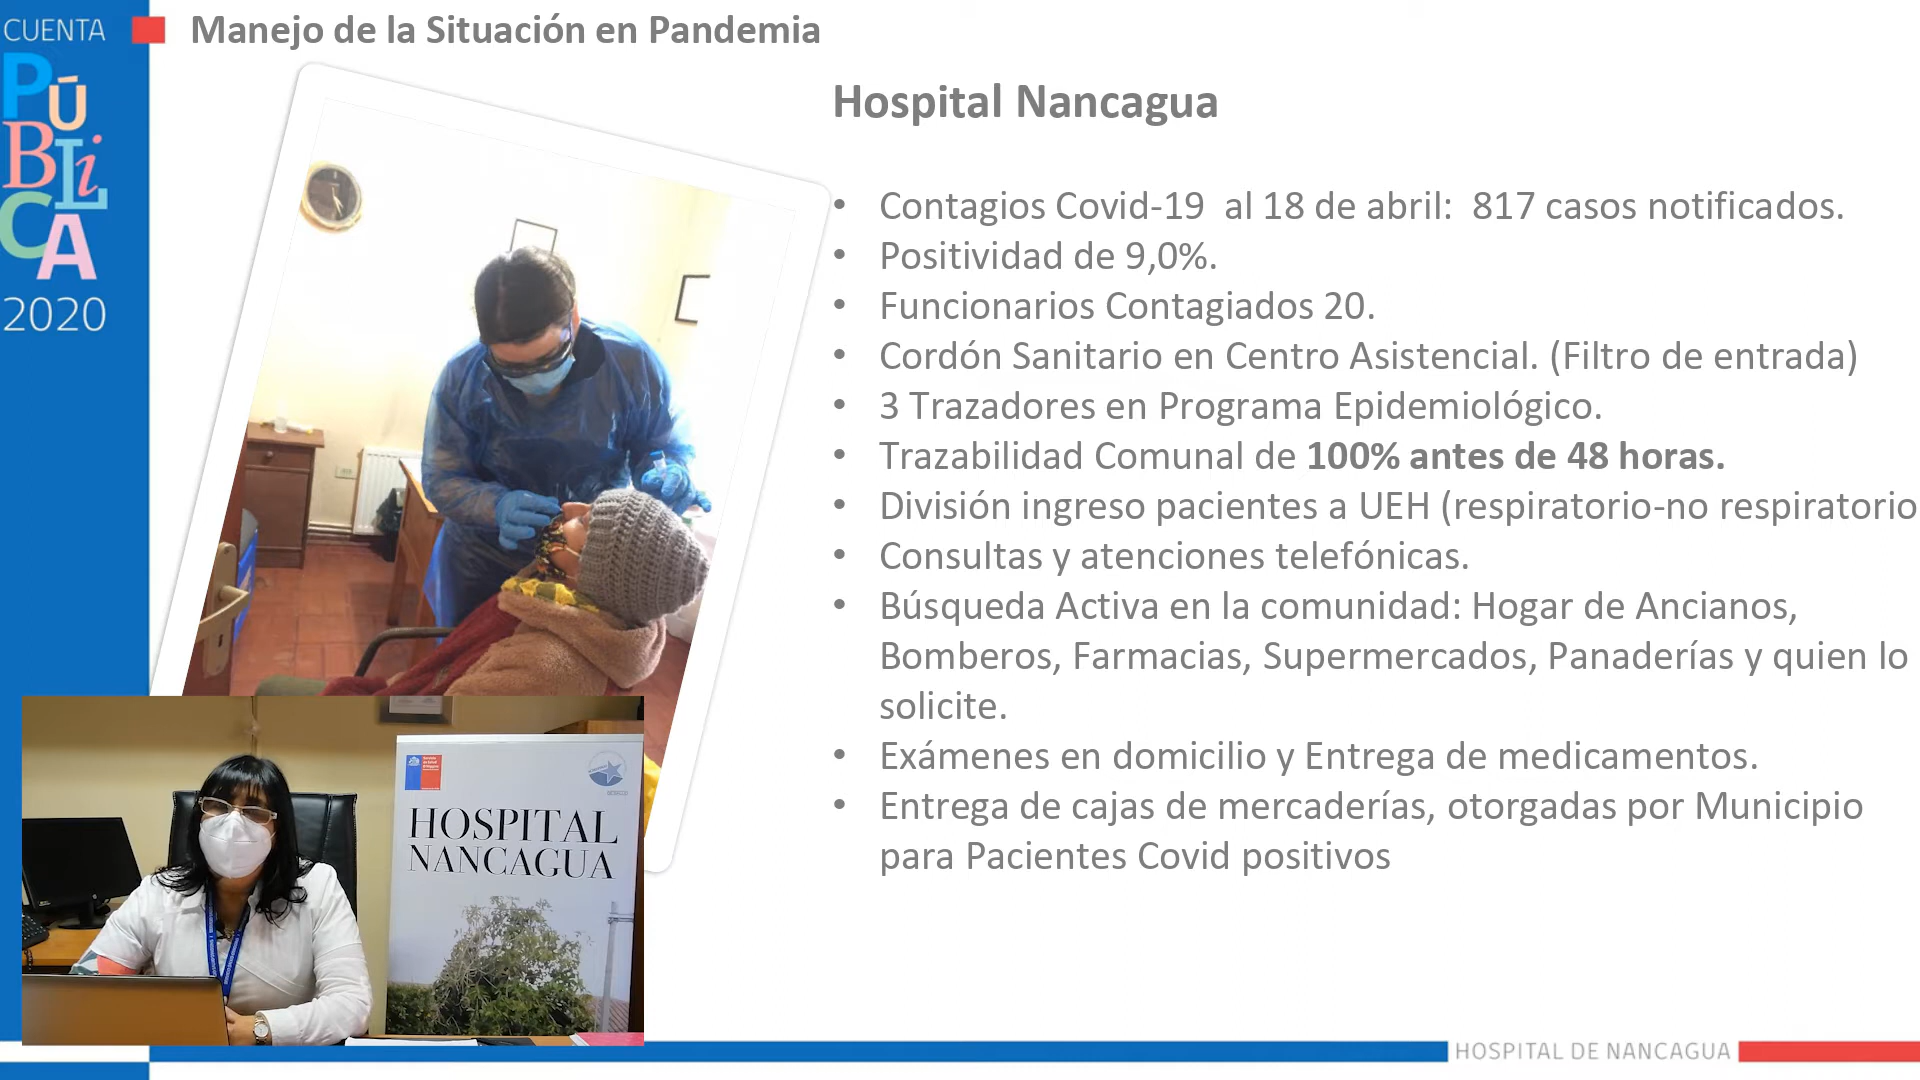 CUENTA
PÚBLiCA
2020
Manejo de la Situación en Pandemia
Hospital Nancagua
• Contagios Covid-19 al 18 de abril: 817 casos notificados.
• Positividad de 9,0%.
• Funcionarios Contagiados 20.
• Cordón Sanitario en Centro Asistencial. (Filtro de entrada)
• 3 Trazadores en Programa Epidemiológico.
• Trazabilidad Comunal de 100% antes de 48 horas.
• División ingreso pacientes a UEH (respiratorio-no respiratorio
• Consultas y atenciones telefónicas.
• Búsqueda Activa en la comunidad: Hogar de Ancianos,
Bomberos, Farmacias, Supermercados, Panaderías y quien lo
solicite.
• Exámenes en domicilio y Entrega de medicamentos.
• Entrega de cajas de mercaderías, otorgadas por Municipio
para Pacientes Covid positivos
HOSPITAL
NANCAGUA
HOSPITAL DE NANCAGUA